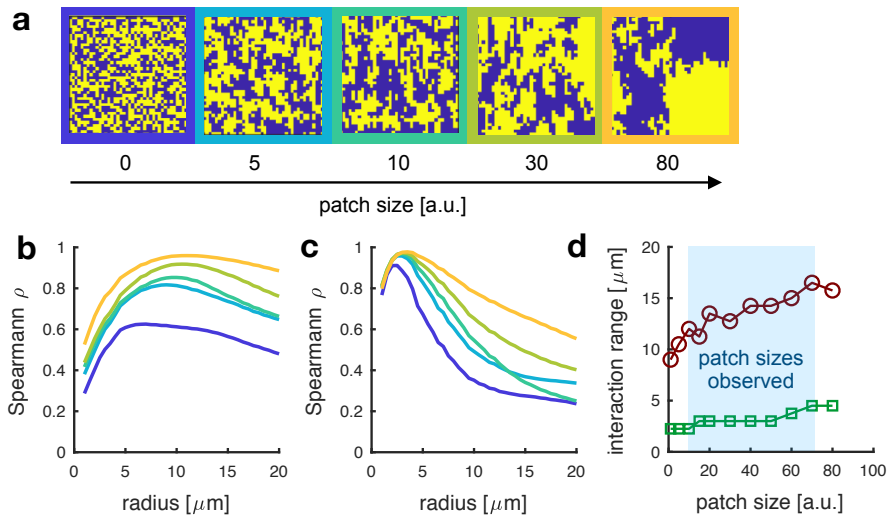 a
0 5 10 30 80
patch size [a.u.]
b
1
0.8
0.6
0.4
0.2
0
0 5 10 15 20
Spearmann ρ
radius [μm]
c
1
0.8
0.6
0.4
0.2
0
0 5 10 15 20
Spearmann ρ
radius [μm]
d
20
15
10
5
0
0 20 40 60 80 100
interaction range [μm]
patch sizes
observed
patch size [a.u.]